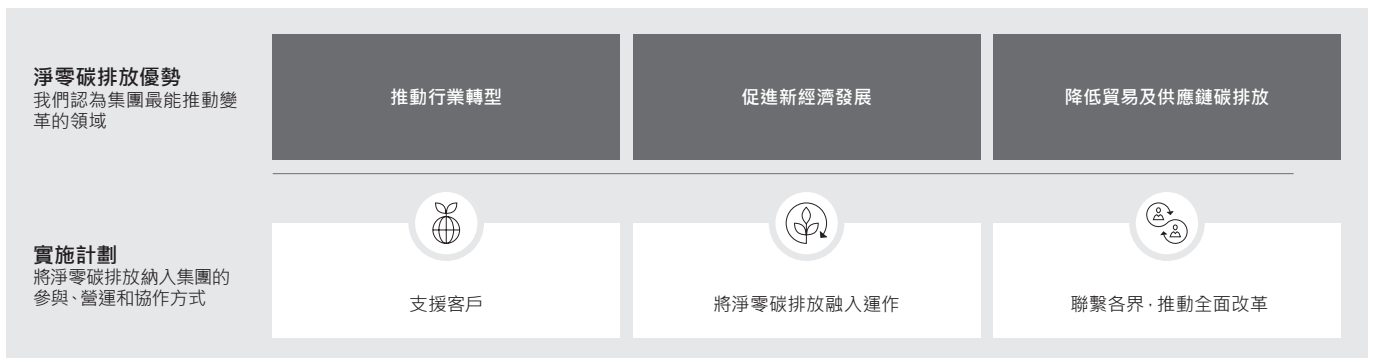 淨零碳排放優勢
我們認為集團最能推動變
革的領域
推動行業轉型
促進新經濟發展
降低貿易及供應鏈碳排放
實施計劃
將淨零碳排放納入集團的
參與、營運和協作方式
支援客戶
將淨零碳排放融入運作
聯繫各界，推動全面改革